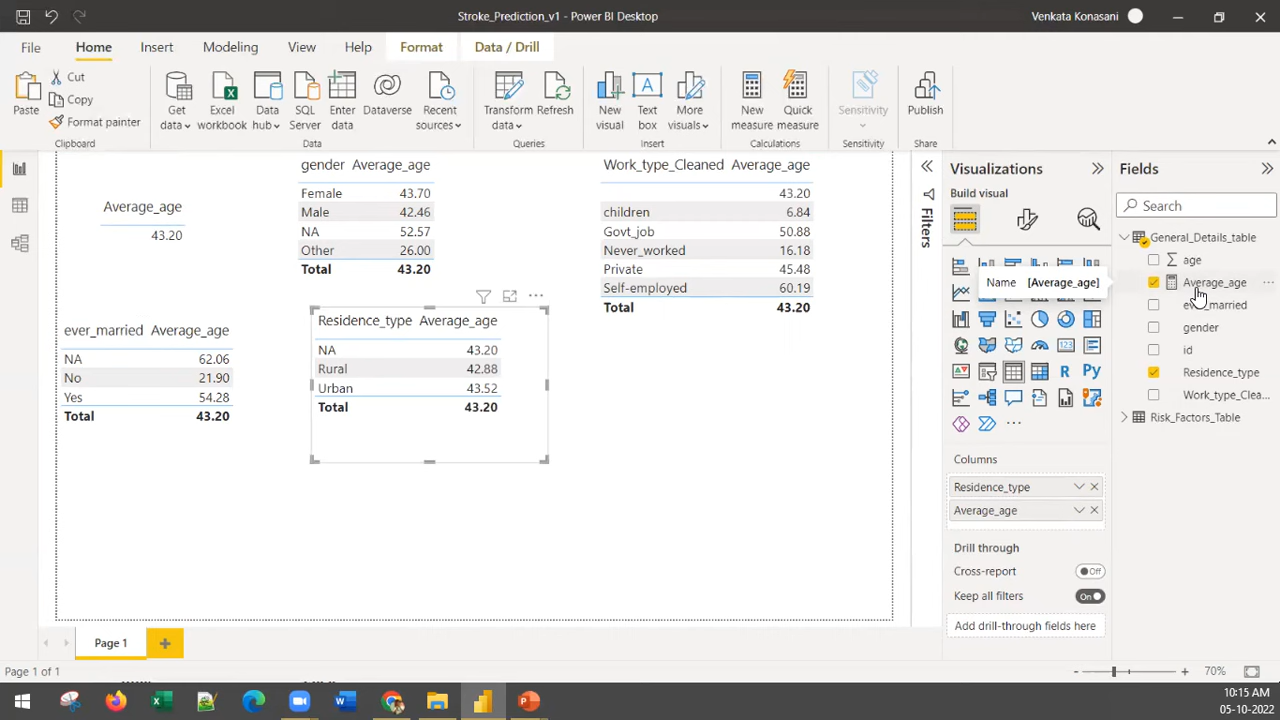 Stroke_Prediction_v1 - Power BI Desktop
Venkata Konasani
File Home Insert Modeling View Help Format Data / Drill
Paste
Cut
Copy
Format painter
Clipboard
Get data
Excel workbook
Data hub
SQL Server
Enter data
Dataverse
Recent sources
Data
Transform data
Refresh
Queries
New visual
Text box
More visuals
Insert
New measure
Quick measure
Calculations
Sensitivity
Sensitivity
Publish
Share
Average_age
43.20
gender Average_age
Female 43.70
Male 42.46
NA 52.57
Other 26.00
Total 43.20
Work_type_Cleaned Average_age
43.20
children 6.84
Govt_job 50.88
Never_worked 16.18
Private 45.48
Self-employed 60.19
Total 43.20
ever_married Average_age
NA 62.06
No 21.90
Yes 54.28
Total 43.20
Residence_type Average_age
NA 43.20
Rural 42.88
Urban 43.52
Total 43.20
Filters
Visualizations
Build visual
Name [Average_age]
123
R
Py
Columns
Residence_type
Average_age
Drill through
Cross-report Off
Keep all filters On
Add drill-through fields here
Fields
Search
General_Details_table
age
Average_age
ever_married
gender
id
Residence_type
Work_type_Clea...
Risk_Factors_Table
Page 1
Page 1 of 1
70%
10:15 AM
05-10-2022